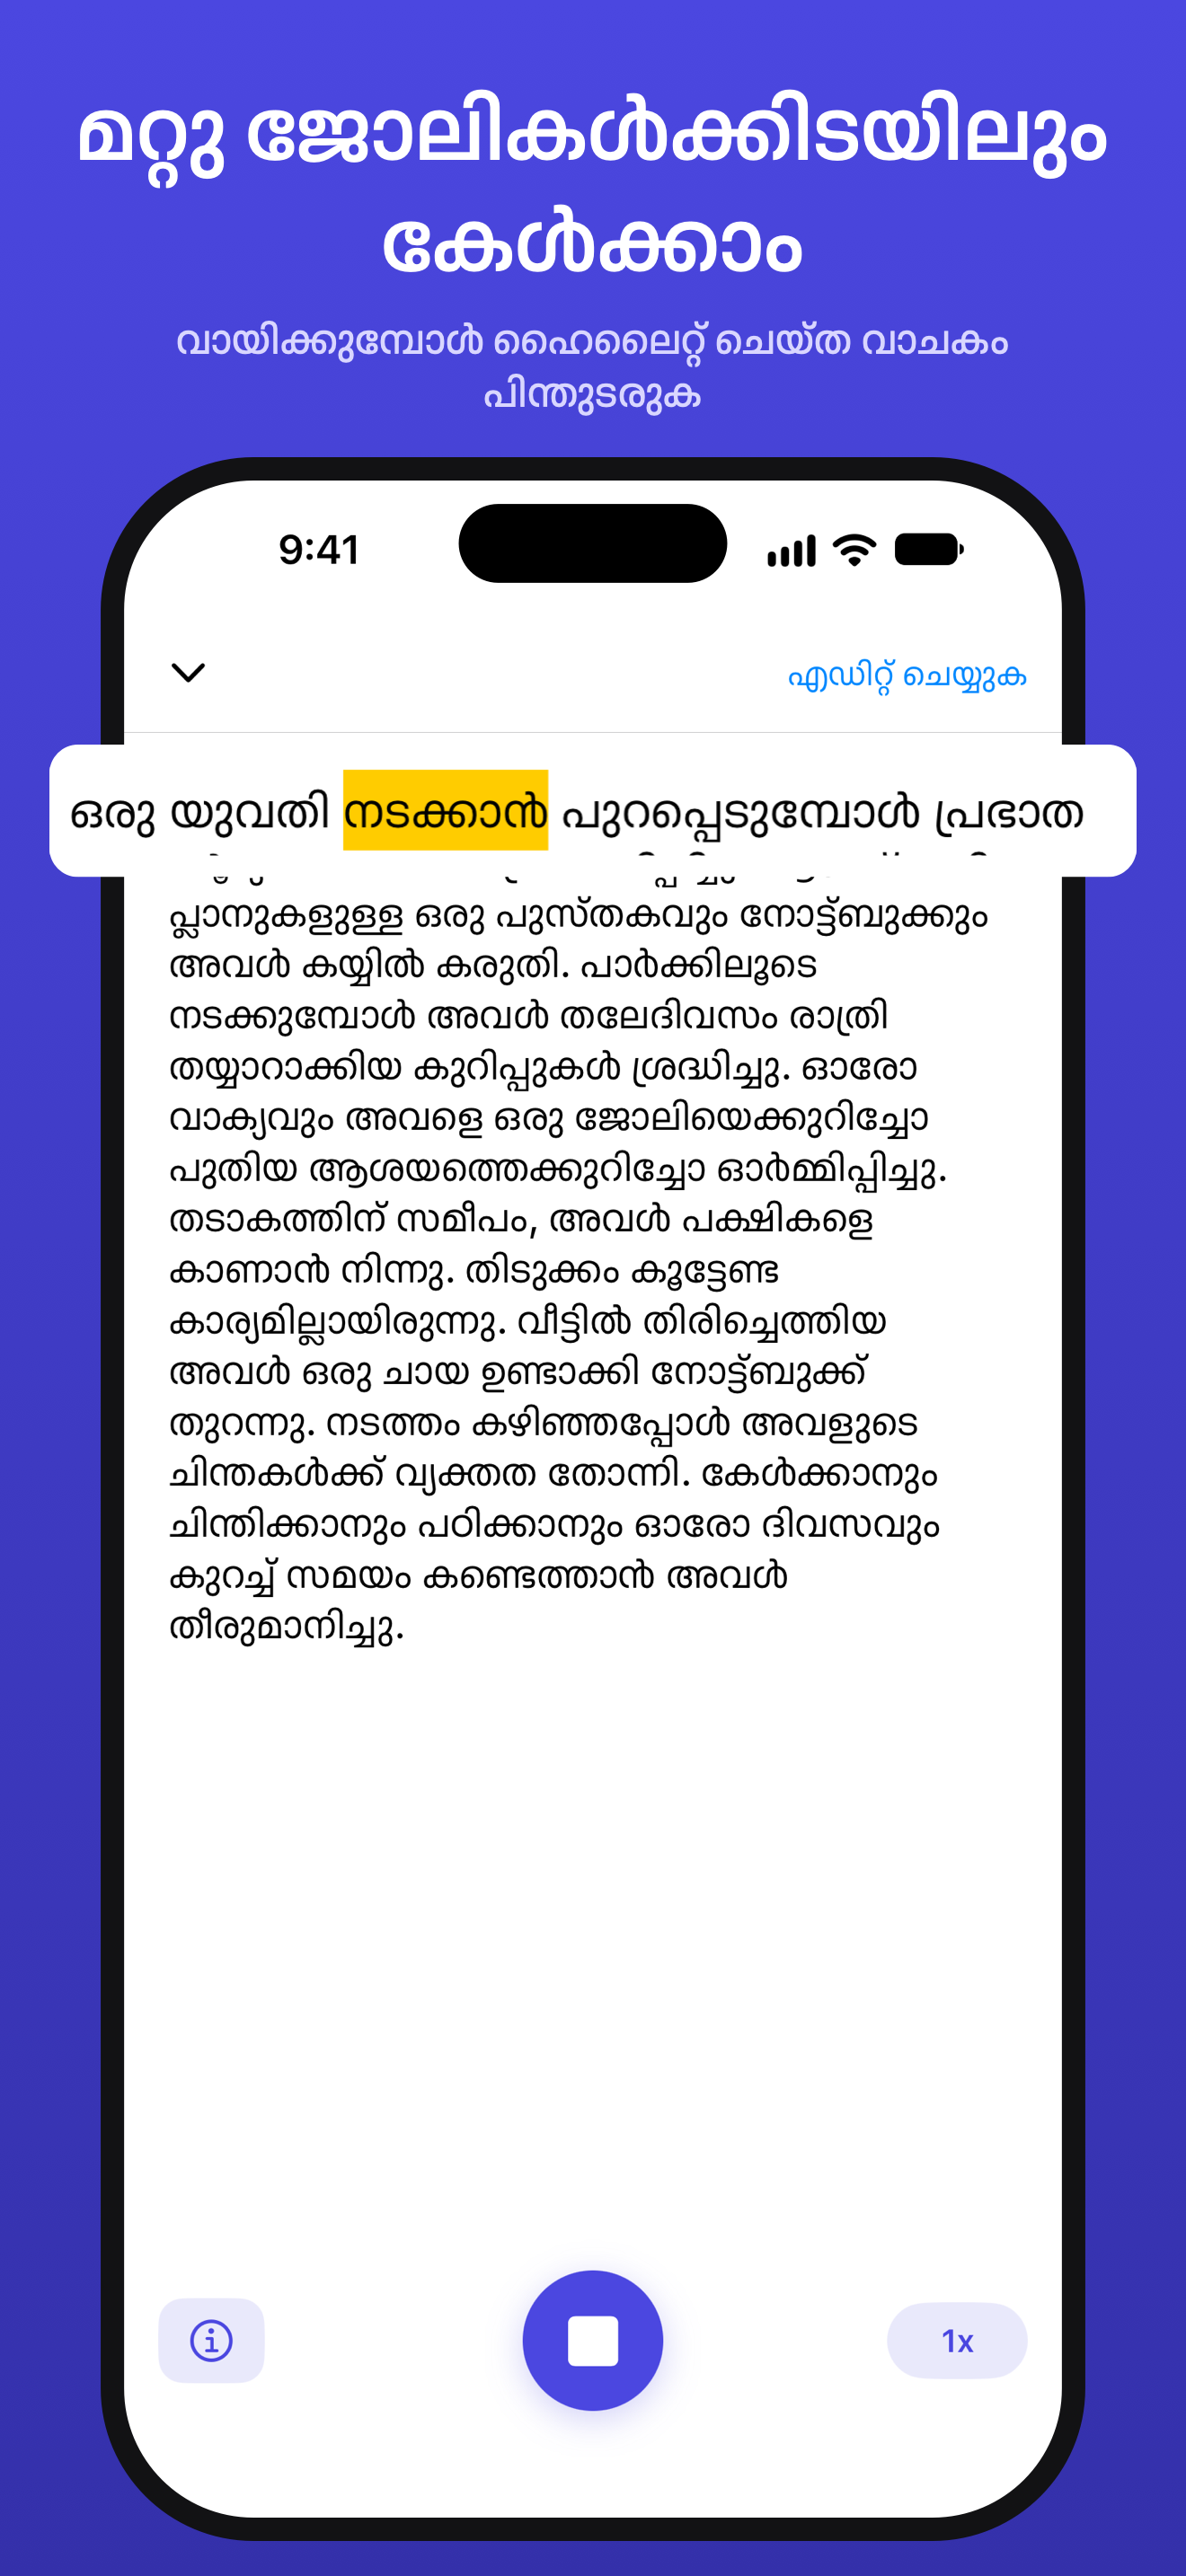 മറ്റു ജോലികൾക്കിടയിലും
കേൾക്കാം
വായിക്കുമ്പോൾ ഹൈലൈറ്റ് ചെയ്ത വാചകം
പിന്തുടരുക
9:41
എഡിറ്റ് ചെയ്യുക
ഒരു യുവതി നടക്കാൻ പുറപ്പെടുമ്പോൾ പ്രഭാത
പ്ലാനുകളുള്ള ഒരു പുസ്തകവും നോട്ട്ബുക്കും
അവൾ കയ്യിൽ കരുതി. പാർക്കിലൂടെ
നടക്കുമ്പോൾ അവൾ തലേദിവസം രാത്രി
തയ്യാറാക്കിയ കുറിപ്പുകൾ ശ്രദ്ധിച്ചു. ഓരോ
വാക്യവും അവളെ ഒരു ജോലിയെക്കുറിച്ചോ
പുതിയ ആശയത്തെക്കുറിച്ചോ ഓർമ്മിപ്പിച്ചു.
തടാകത്തിന് സമീപം, അവൾ പക്ഷികളെ
കാണാൻ നിന്നു. തിടുക്കം കൂട്ടേണ്ട
കാര്യമില്ലായിരുന്നു. വീട്ടിൽ തിരിച്ചെത്തിയ
അവൾ ഒരു ചായ ഉണ്ടാക്കി നോട്ട്ബുക്ക്
തുറന്നു. നടത്തം കഴിഞ്ഞപ്പോൾ അവളുടെ
ചിന്തകൾക്ക് വ്യക്തത തോന്നി. കേൾക്കാനും
ചിന്തിക്കാനും പഠിക്കാനും ഓരോ ദിവസവും
കുറച്ച് സമയം കണ്ടെത്താൻ അവൾ
തീരുമാനിച്ചു.
1x